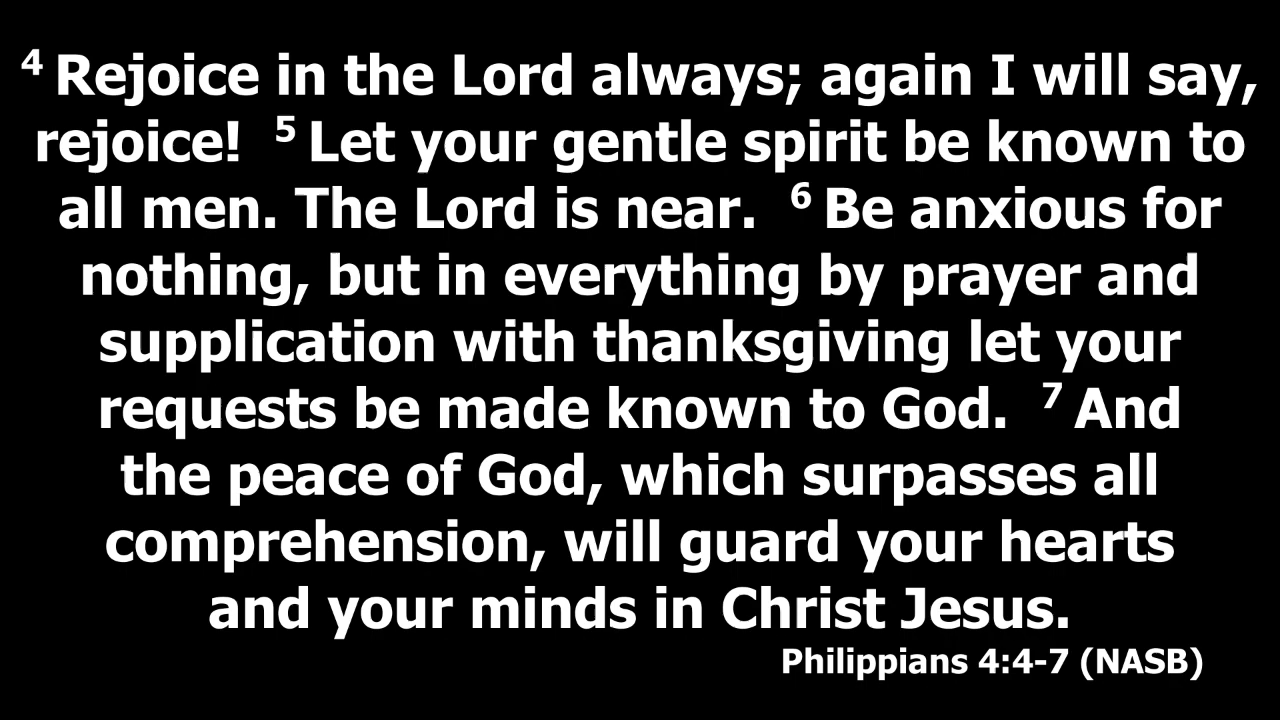 4 Rejoice in the Lord always; again I will say,
rejoice! 5 Let your gentle spirit be known to
all men. The Lord is near. 6 Be anxious for
nothing, but in everything by prayer and
supplication with thanksgiving let your
requests be made known to God. 7 And
the peace of God, which surpasses all
comprehension, will guard your hearts
and your minds in Christ Jesus.
Philippians 4:4-7 (NASB)